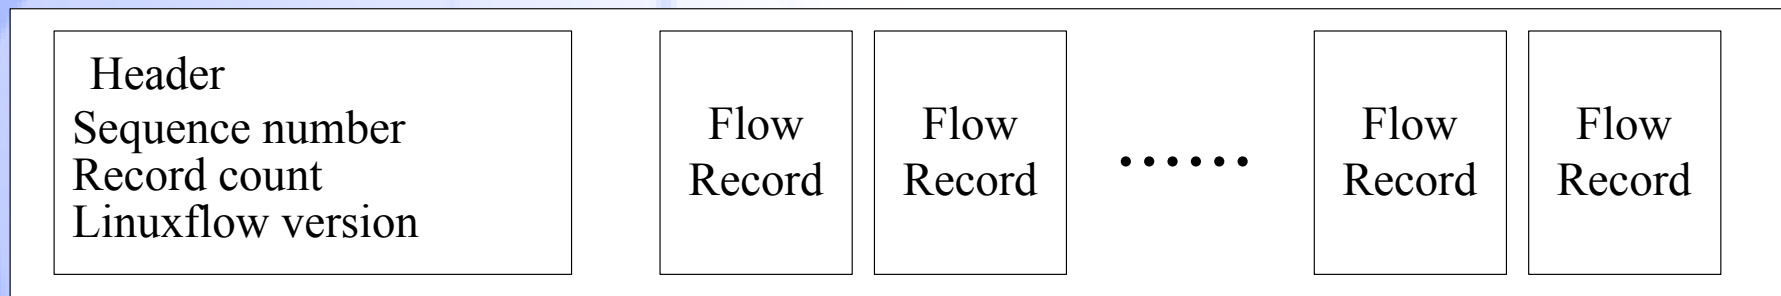 Header
Sequence number
Record count
Linuxflow version
Flow
Record
Flow
Record
......
Flow
Record
Flow
Record